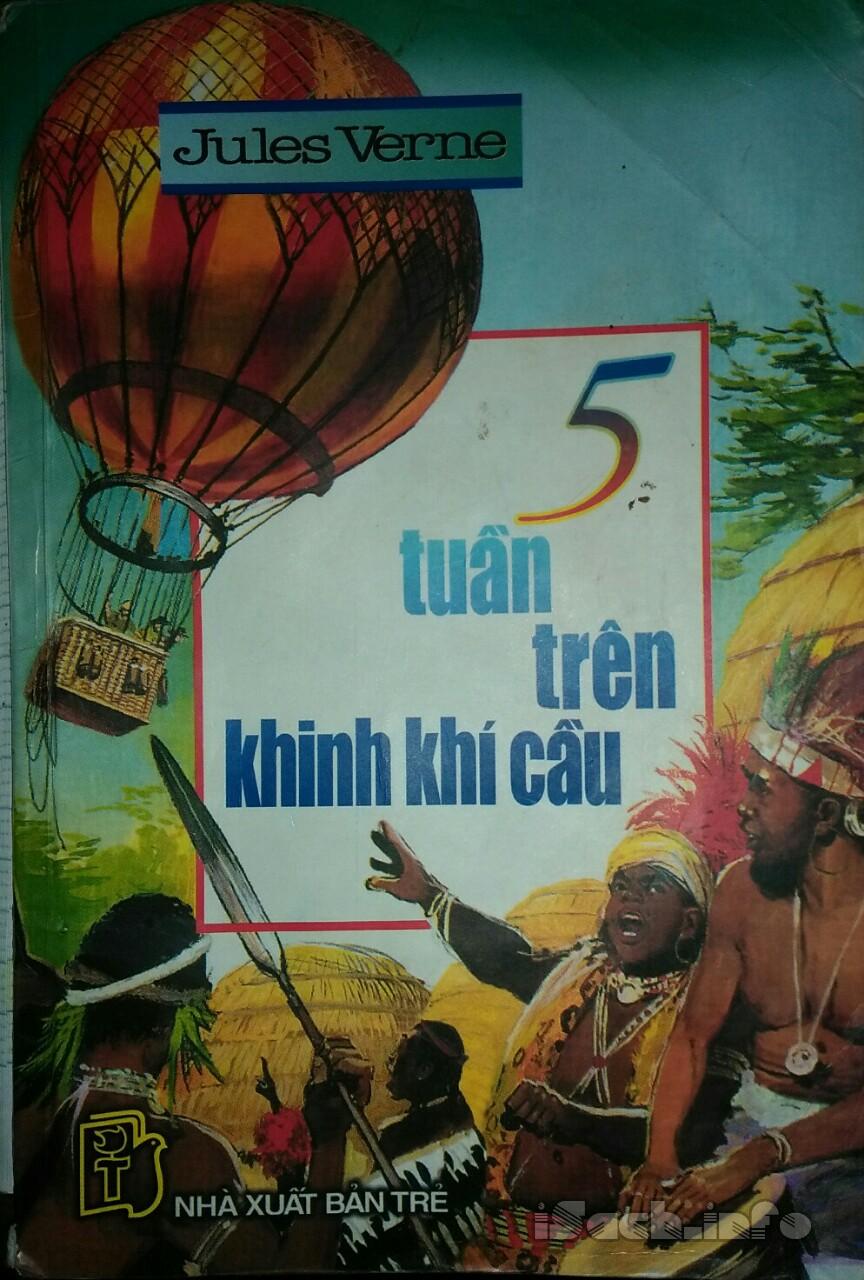 Jules Verne
5
tuần
trên
khinh khí cầu
T
NHÀ XUẤT BẢN TRẺ
iSach.info